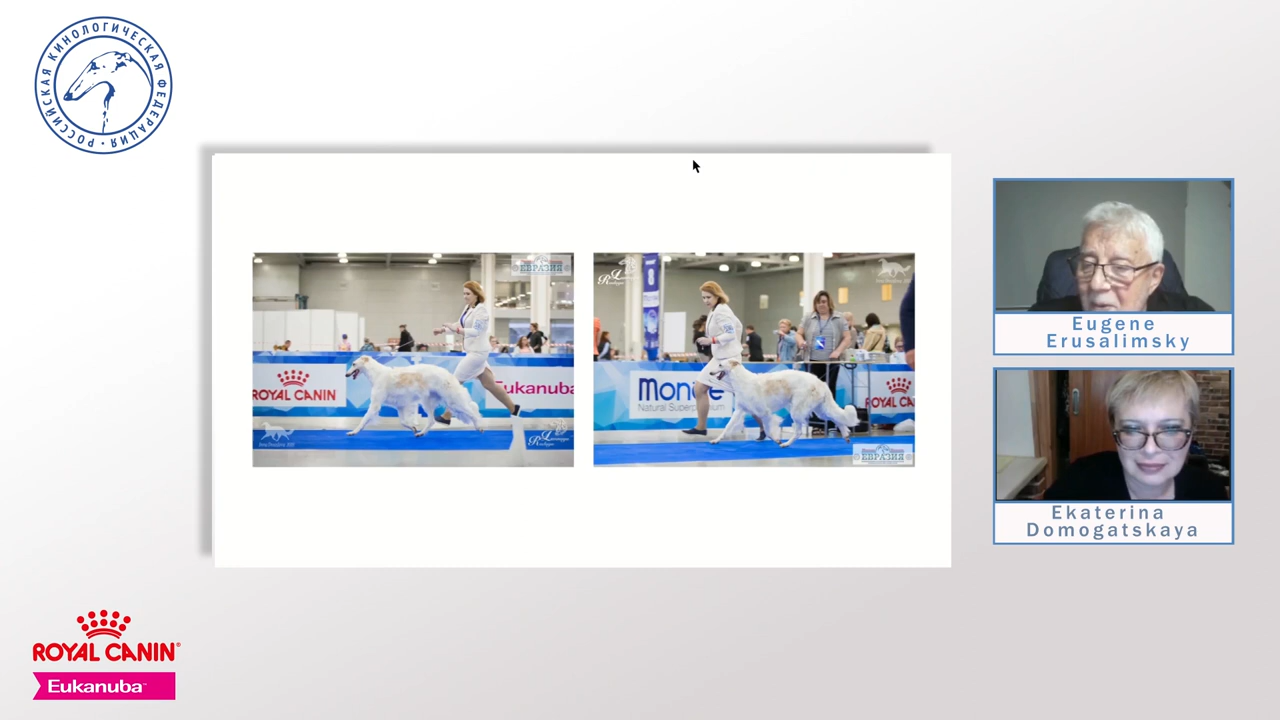 РОССИЙСКАЯ КИНОЛОГИЧЕСКАЯ ФЕДЕРАЦИЯ
ЕВРАЗИЯ
ROYAL CANIN
Eukanuba
Monge
Natural Superpremium
ROYAL CANIN
ЕВРАЗИЯ
Eugene
Erusalimsky
Ekaterina
Domogatskaya
ROYAL CANIN
Eukanuba